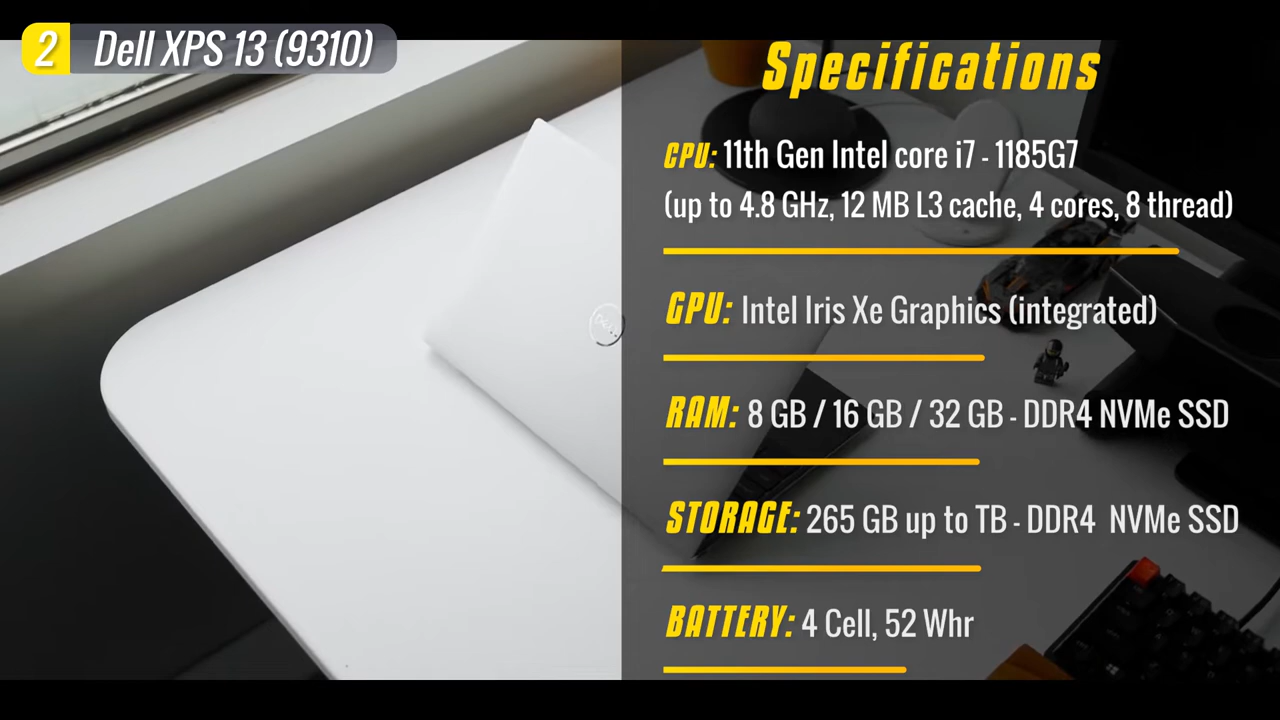 2 Dell XPS 13 (9310)
Specifications
CPU: 11th Gen Intel core i7 - 1185G7
(up to 4.8 GHz, 12 MB L3 cache, 4 cores, 8 thread)
GPU: Intel Iris Xe Graphics (integrated)
RAM: 8 GB / 16 GB / 32 GB - DDR4 NVMe SSD
STORAGE: 265 GB up to TB - DDR4 NVMe SSD
BATTERY: 4 Cell, 52 Whr
DELL